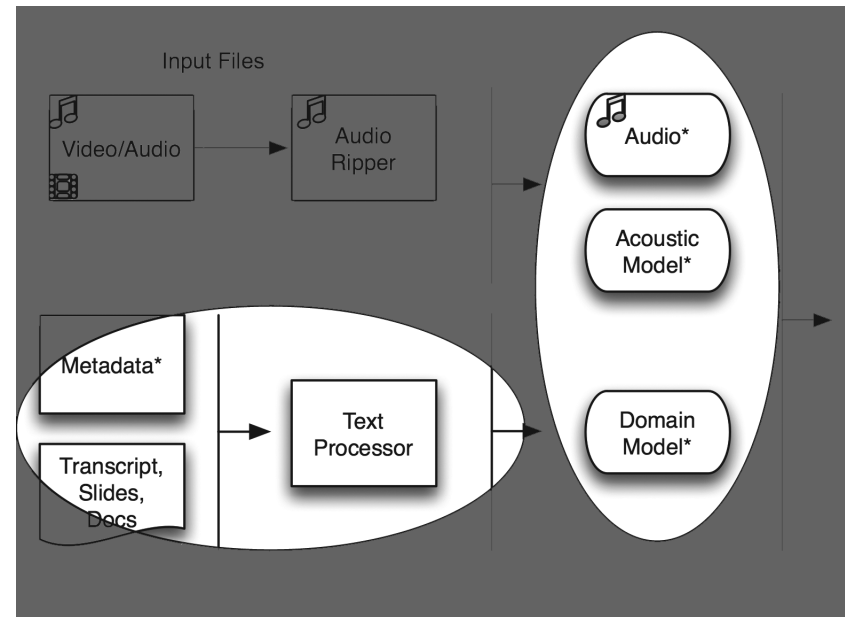 Input Files
Video/Audio
Audio
Ripper
Audio*
Acoustic
Model*
Metadata*
Text
Processor
Domain
Model*
Transcript,
Slides,
Docs